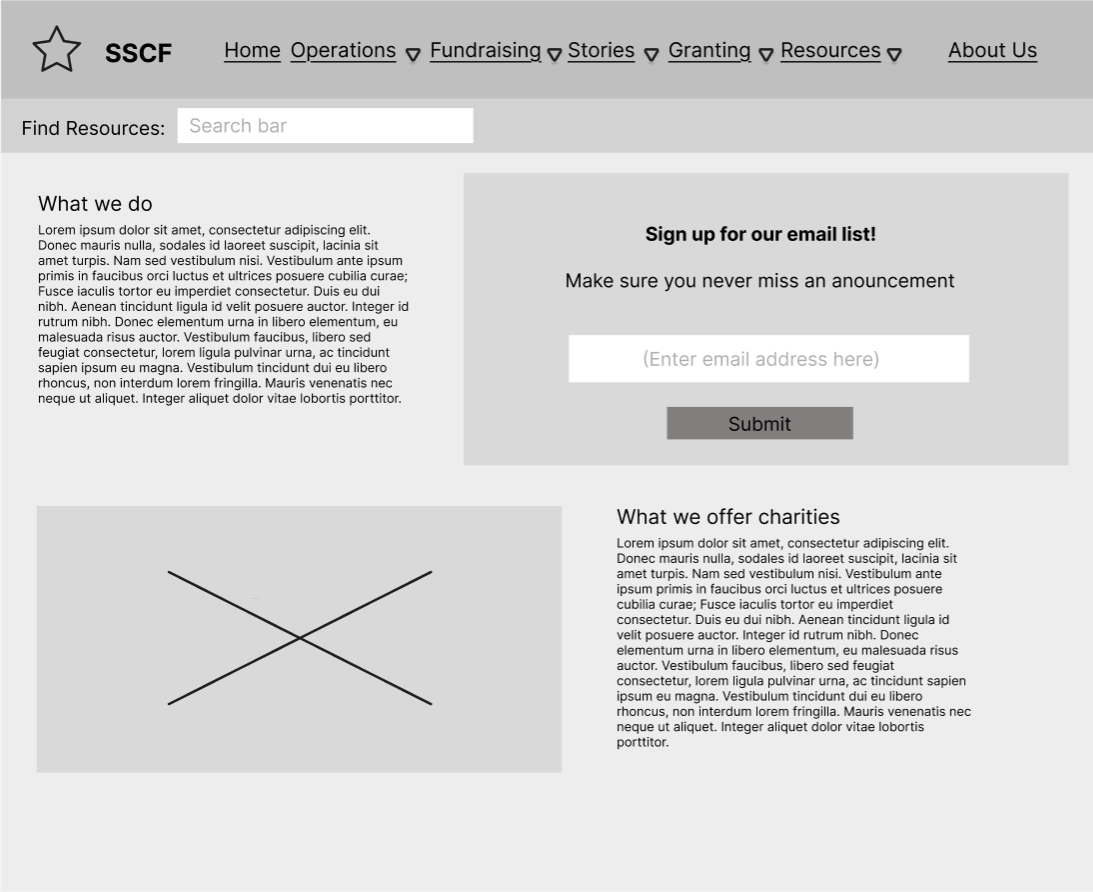 SSCF Home Operations Fundraising Stories Granting Resources About Us
Find Resources: Search bar
What we do
Lorem ipsum dolor sit amet, consectetur adipiscing elit.
Donec mauris nulla, sodales id laoreet suscipit, lacinia sit
amet turpis. Nam sed vestibulum nisi. Vestibulum ante ipsum
primis in faucibus orci luctus et ultrices posuere cubilia curae;
Fusce iaculis tortor eu imperdiet consectetur. Duis eu dui
nibh. Aenean tincidunt ligula id velit posuere auctor. Integer id
rutrum nibh. Donec elementum urna in libero elementum, eu
malesuada risus auctor. Vestibulum faucibus, libero sed
feugiat consectetur, lorem ligula pulvinar urna, ac tincidunt
sapien ipsum eu magna. Vestibulum tincidunt dui eu libero
rhoncus, non interdum lorem fringilla. Mauris venenatis nec
neque ut aliquet. Integer aliquet dolor vitae lobortis porttitor.
Sign up for our email list!
Make sure you never miss an anouncement
(Enter email address here)
Submit
What we offer charities
Lorem ipsum dolor sit amet, consectetur adipiscing elit.
Donec mauris nulla, sodales id laoreet suscipit, lacinia sit
amet turpis. Nam sed vestibulum nisi. Vestibulum ante
ipsum primis in faucibus orci luctus et ultrices posuere
cubilia curae; Fusce iaculis tortor eu imperdiet
consectetur. Duis eu dui nibh. Aenean tincidunt ligula id
velit posuere auctor. Integer id rutrum nibh. Donec
elementum urna in libero elementum, eu malesuada risus
auctor. Vestibulum faucibus, libero sed feugiat
consectetur, lorem ligula pulvinar urna, ac tincidunt sapien
ipsum eu magna. Vestibulum tincidunt dui eu libero
rhoncus, non interdum lorem fringilla. Mauris venenatis nec
neque ut aliquet. Integer aliquet dolor vitae lobortis
porttitor.